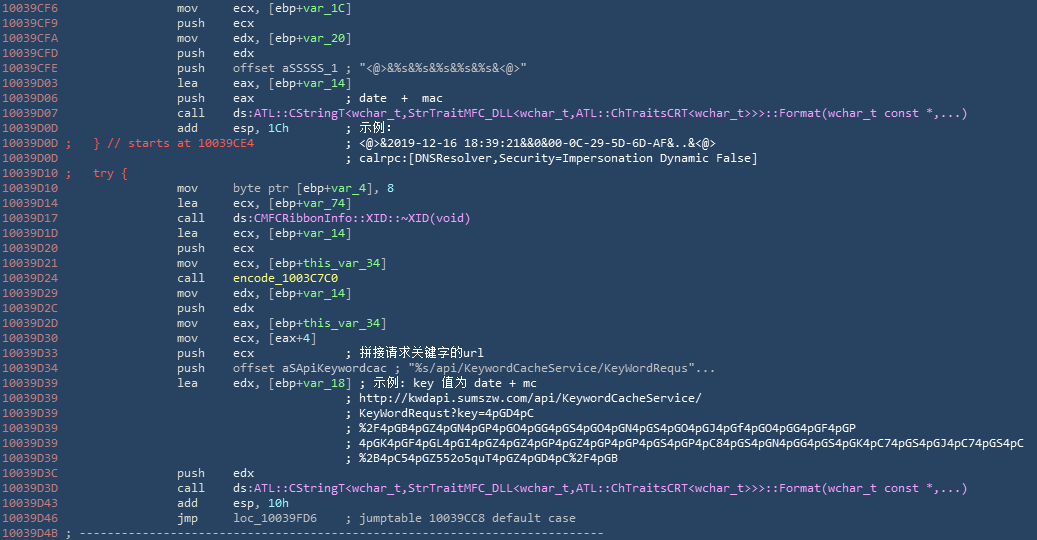 10039CF6 mov ecx, [ebp+var_1C]
10039CF9 push ecx
10039CFA mov edx, [ebp+var_20]
10039CFD push edx
10039CFE push offset aSSSSS_1 ; "<@>&%s&%s&%s&%s&%s&<@>"
10039D03 lea eax, [ebp+var_14]
10039D06 push eax ; date + mac
10039D07 call ds:ATL::CStringT<wchar_t,StrTraitMFC_DLL<wchar_t,ATL::ChTraitsCRT<wchar_t>>>::Format(wchar_t const *,...)
10039D0D add esp, 1Ch ; 示例:
10039D0D ; } // starts at 10039CE4 ; <@>&2019-12-16 18:39:21&&0&00-0C-29-5D-6D-AF&..&<@>
10039D0D ; calrpc:[DNSResolver,Security=Impersonation Dynamic False]
10039D10 ; try {
10039D10 mov byte ptr [ebp+var_4], 8
10039D14 lea ecx, [ebp+var_74]
10039D17 call ds:CMFCRibbonInfo::XID::~XID(void)
10039D1D lea ecx, [ebp+var_14]
10039D20 push ecx
10039D21 mov ecx, [ebp+this_var_34]
10039D24 call encode_1003C7C0
10039D29 mov edx, [ebp+var_14]
10039D2C push edx
10039D2D mov eax, [ebp+this_var_34]
10039D30 mov ecx, [eax+4]
10039D33 push ecx ; 拼接请求关键字的url
10039D34 push offset aSApiKeywordcac ; "%s/api/KeywordCacheService/KeyWordRequs"...
10039D39 lea edx, [ebp+var_18] ; 示例: key 值为 date + mc
10039D39 ; http://kwdapi.sumszw.com/api/KeywordCacheService/
10039D39 ; KeyWordRequst?key=4pGD4pC
10039D39 ; %2F4pGB4pGZ4pGN4pGP4pGO4pGG4pGS4pGO4pGN4pGS4pGO4pGJ4pGf4pGO4pGG4pGF4pGP
10039D39 ; 4pGK4pGF4pGL4pGI4pGZ4pGZ4pGP4pGZ4pGP4pGP4pGS4pGP4pC84pGS4pGN4pGG4pGS4pGK4pC74pGS4pGJ4pC74pGS4pC
10039D39 ; %2B4pC54pGZ552o5quT4pGZ4pGD4pC%2F4pGB
10039D3C push edx
10039D3D call ds:ATL::CStringT<wchar_t,StrTraitMFC_DLL<wchar_t,ATL::ChTraitsCRT<wchar_t>>>::Format(wchar_t const *,...)
10039D43 add esp, 10h
10039D46 jmp loc_10039FD6 ; jumptable 10039CC8 default case
10039D4B ; ---------------------------------------------------------------------------